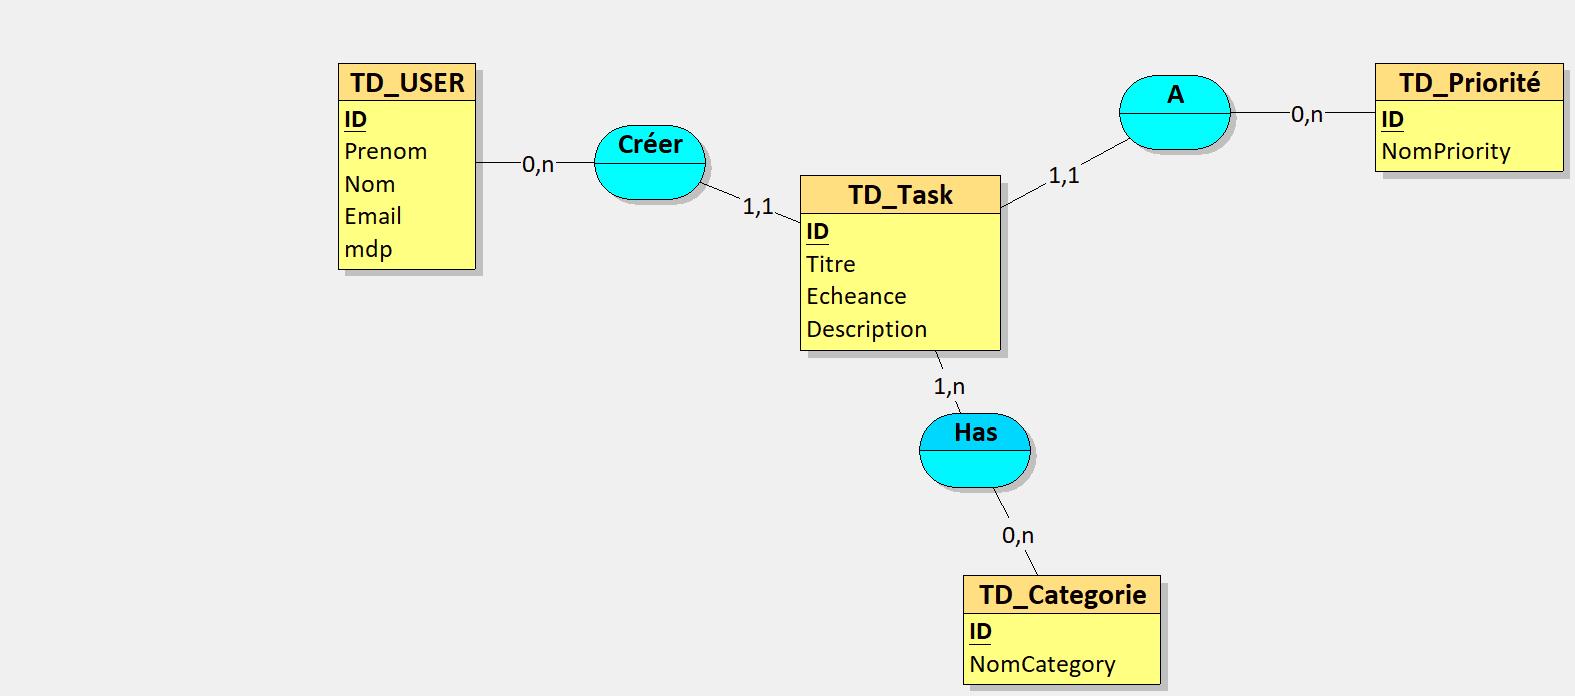 TD_USER
ID
Prenom
Nom
Email
mdp
0,n
Créer
1,1
TD_Task
ID
Titre
Echeance
Description
1,1
A
0,n
TD_Priorité
ID
NomPriority
1,n
Has
0,n
TD_Categorie
ID
NomCategory